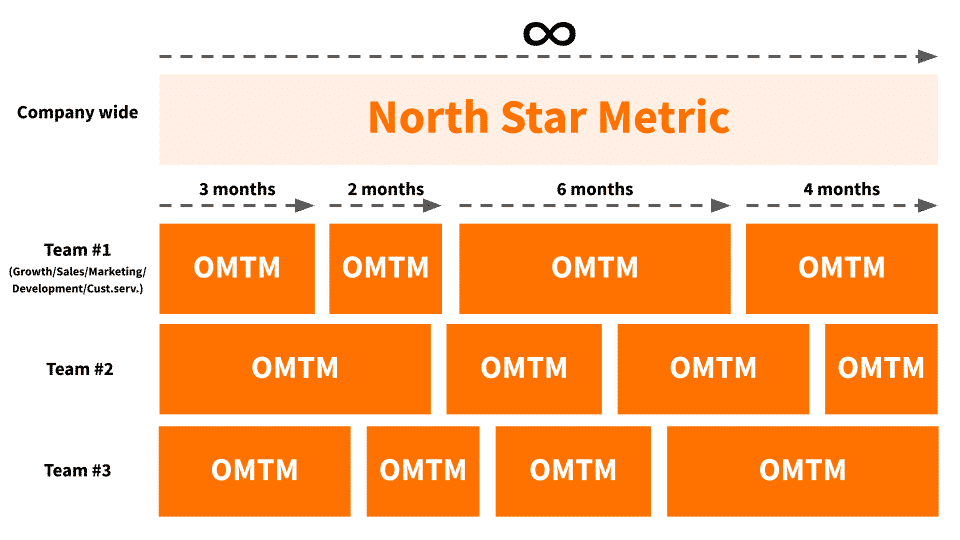 ∞
Company wide
North Star Metric
3 months
2 months
6 months
4 months
Team #1
(Growth/Sales/Marketing/
Development/Cust.serv.)
OMTM
OMTM
OMTM
OMTM
Team #2
OMTM
OMTM
OMTM
OMTM
Team #3
OMTM
OMTM
OMTM
OMTM